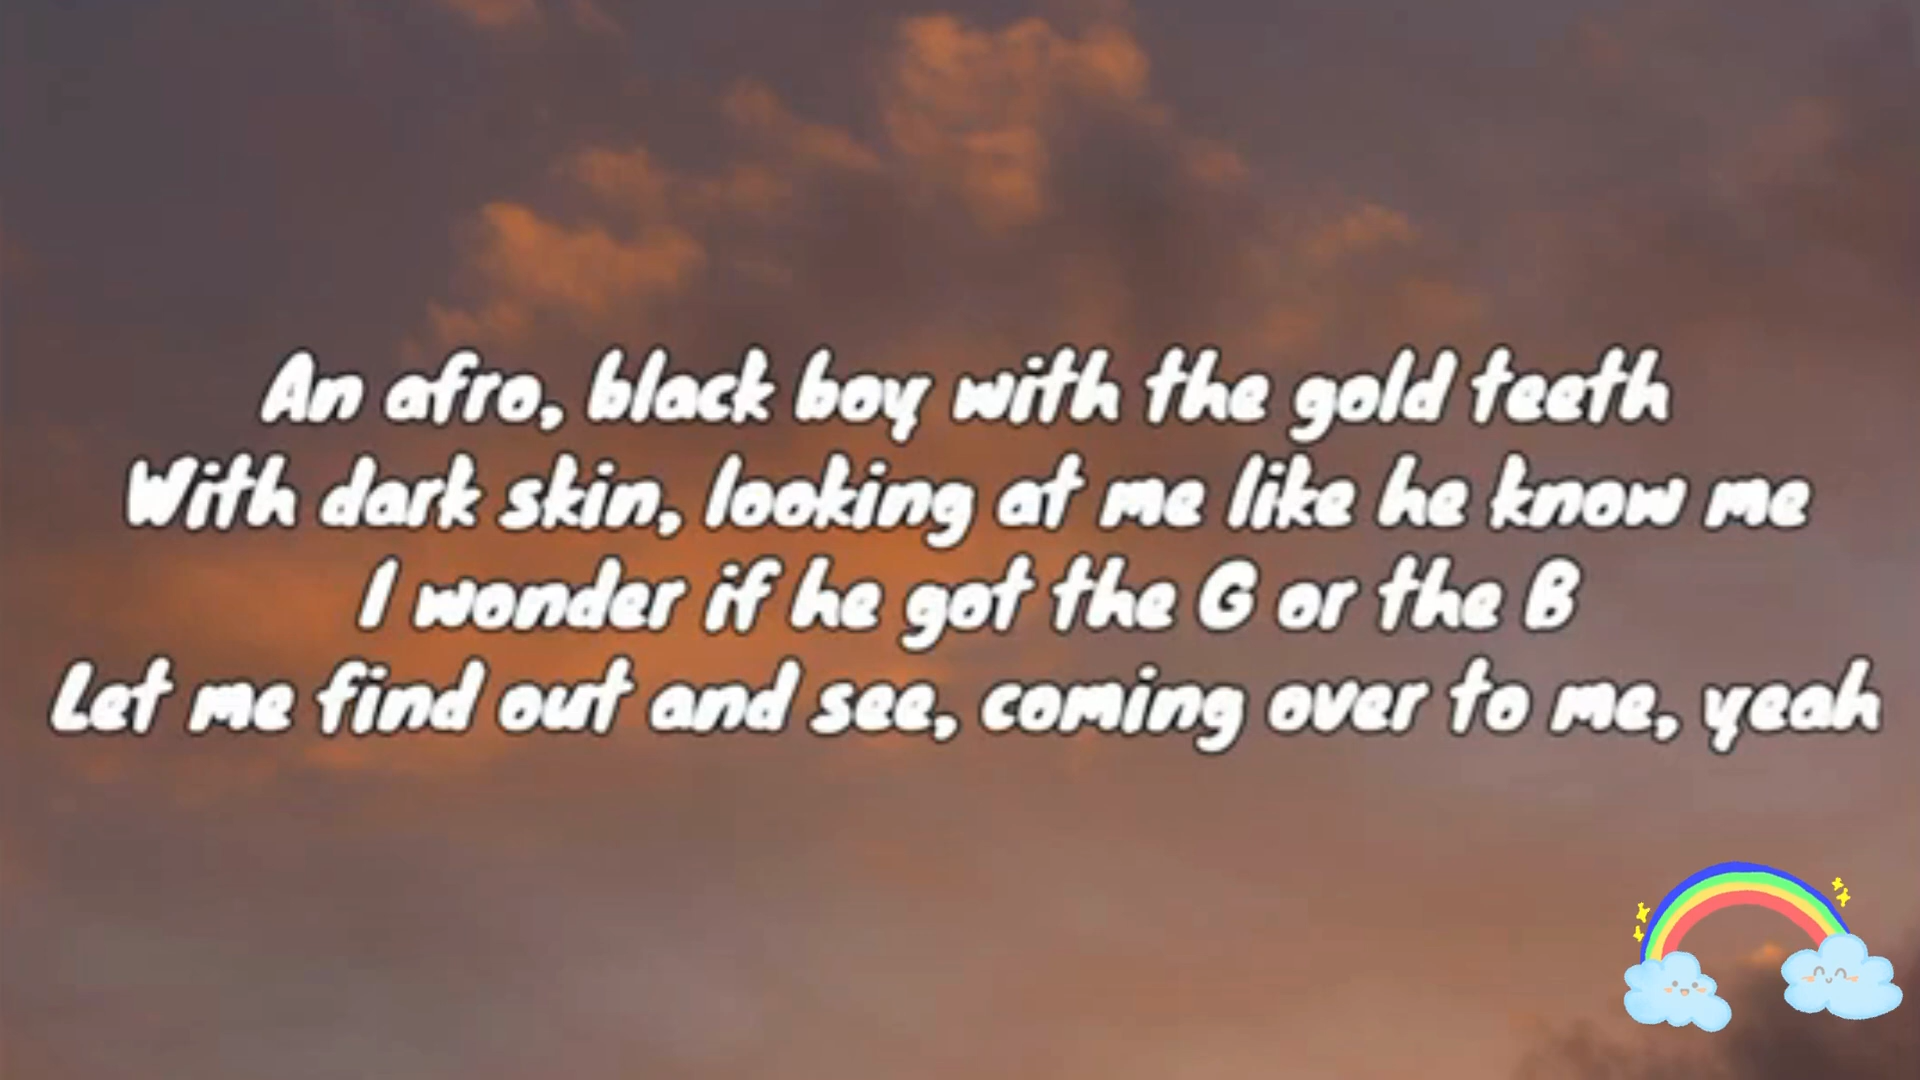 An afro, black boy with the gold teeth
With dark skin, looking at me like he know me
I wonder if he got the G or the B
Let me find out and see, coming over to me, yeah